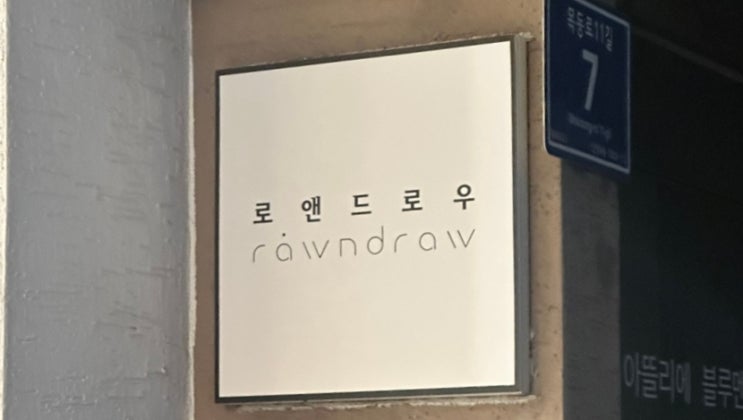 로앤드로우
rawndraw
목동로11길
7
아뜰리에 블루맨